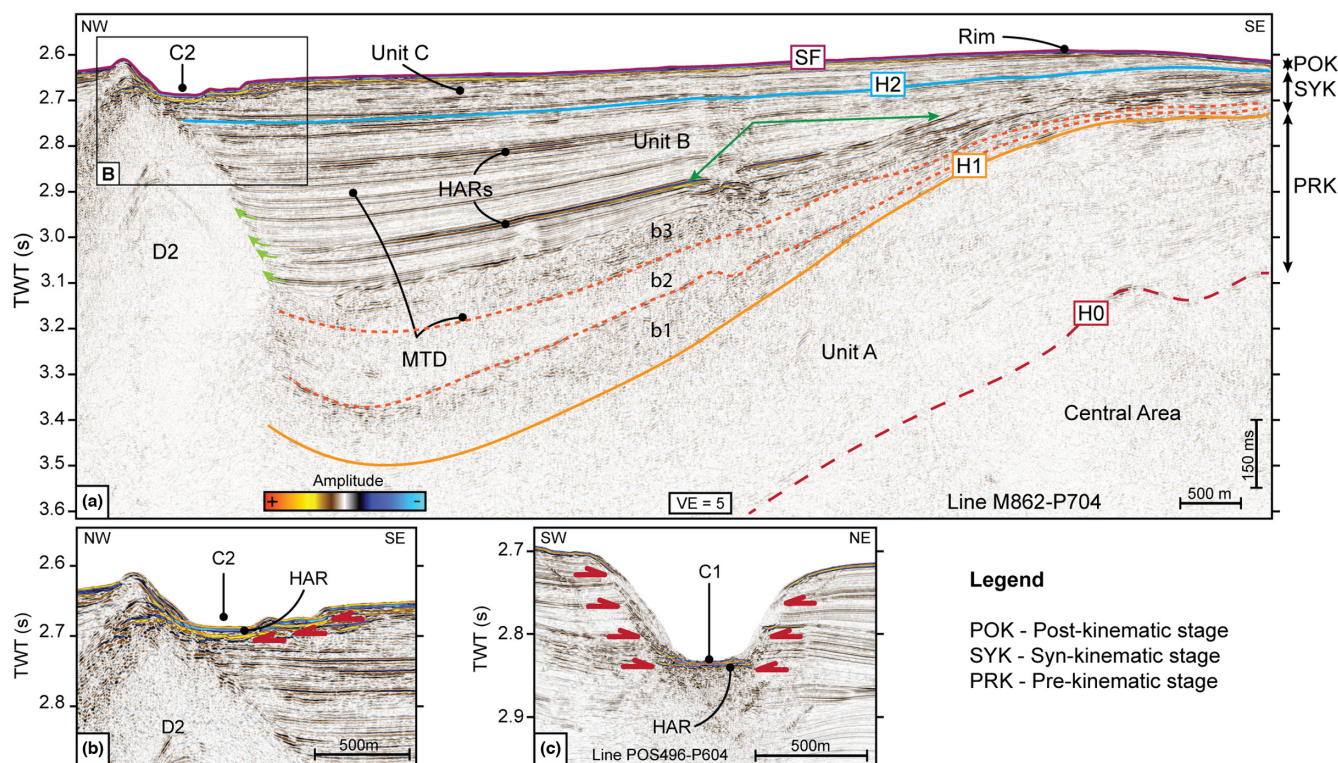 NW
SE
C2
Unit C
Rim
SF
POK
SYK
H2
Unit B
B
HARs
H1
PRK
D2
b3
b2
H0
b1
MTD
Unit A
Central Area
Amplitude
+ -
150 ms
(a)
VE = 5
Line M862-P704
500 m
TWT (s)
2.6
2.7
2.8
2.9
3.0
3.1
3.2
3.3
3.4
3.5
3.6
NW
SE
C2
HAR
2.6
2.7
2.8
TWT (s)
D2
(b)
500m
SW
NE
C1
2.7
2.8
2.9
TWT (s)
HAR
(c)
Line POS496-P604
500m
Legend
POK - Post-kinematic stage
SYK - Syn-kinematic stage
PRK - Pre-kinematic stage